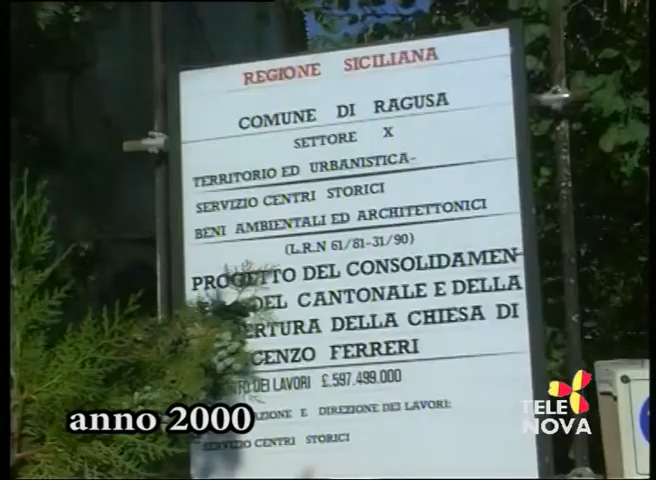 REGIONE SICILIANA
COMUNE DI RAGUSA
SETTORE X
TERRITORIO ED URBANISTICA-
SERVIZIO CENTRI STORICI
BENI AMBIENTALI ED ARCHITETTONICI
(L.R.N 61/81-31/90)
PROGETTO DEL CONSOLIDAMEN
DEL CANTONALE E DELLA
ERTURA DELLA CHIESA DI
CENZO FERRERI
TO DEI LAVORI £.597.499.000
AZIONE E DIREZIONE DEI LAVORI:
SERVIZIO CENTRI STORICI
anno 2000
TELE
NOVA